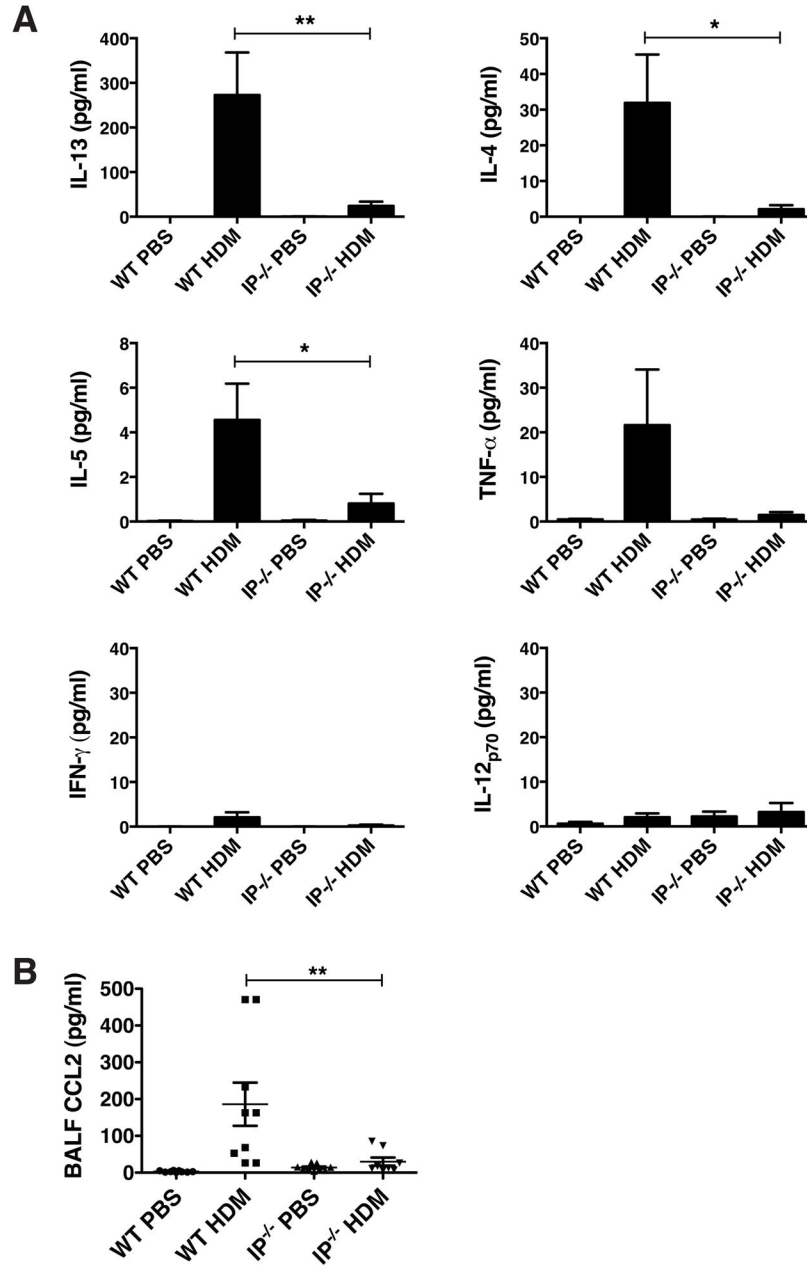 A
**
IL-13 (pg/ml)
400
300
200
100
0
WT PBS
WT HDM
IP-/- PBS
IP-/- HDM
*
IL-4 (pg/ml)
50
40
30
20
10
0
WT PBS
WT HDM
IP-/- PBS
IP-/- HDM
*
IL-5 (pg/ml)
8
6
4
2
0
WT PBS
WT HDM
IP-/- PBS
IP-/- HDM
TNF-α (pg/ml)
40
30
20
10
0
WT PBS
WT HDM
IP-/- PBS
IP-/- HDM
IFN-γ (pg/ml)
40
30
20
10
0
WT PBS
WT HDM
IP-/- PBS
IP-/- HDM
IL-12p70 (pg/ml)
40
30
20
10
0
WT PBS
WT HDM
IP-/- PBS
IP-/- HDM
B
**
BALF CCL2 (pg/ml)
500
400
300
200
100
0
WT PBS
WT HDM
IP-/- PBS
IP-/- HDM